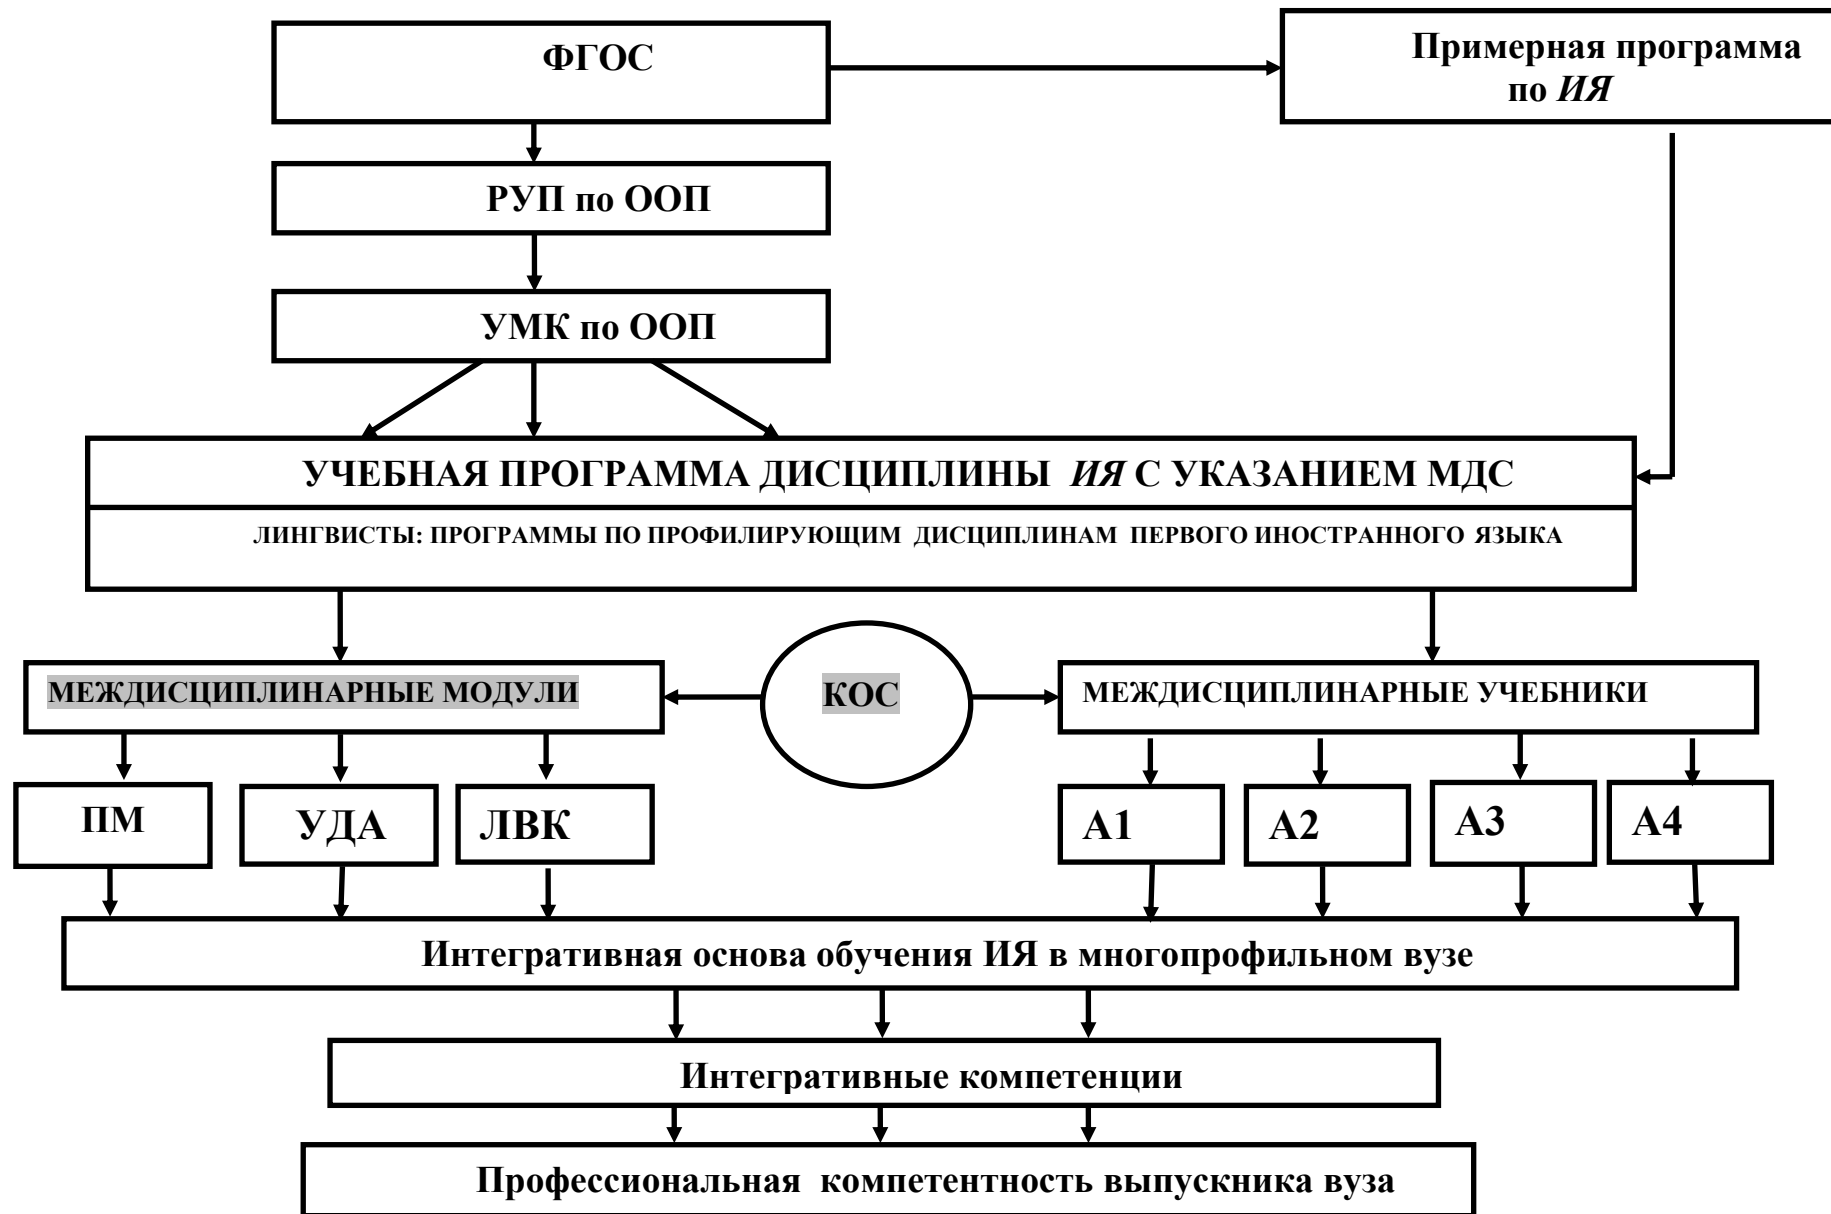 ФГОС
Примерная программа
по ИЯ
РУП по ООП
УМК по ООП
УЧЕБНАЯ ПРОГРАММА ДИСЦИПЛИНЫ ИЯ С УКАЗАНИЕМ МДС
ЛИНГВИСТЫ: ПРОГРАММЫ ПО ПРОФИЛИРУЮЩИМ ДИСЦИПЛИНАМ ПЕРВОГО ИНОСТРАННОГО ЯЗЫКА
МЕЖДИСЦИПЛИНАРНЫЕ МОДУЛИ
КОС
МЕЖДИСЦИПЛИНАРНЫЕ УЧЕБНИКИ
ПМ
УДА
ЛВК
А1
А2
А3
А4
Интегративная основа обучения ИЯ в многопрофильном вузе
Интегративные компетенции
Профессиональная компетентность выпускника вуза